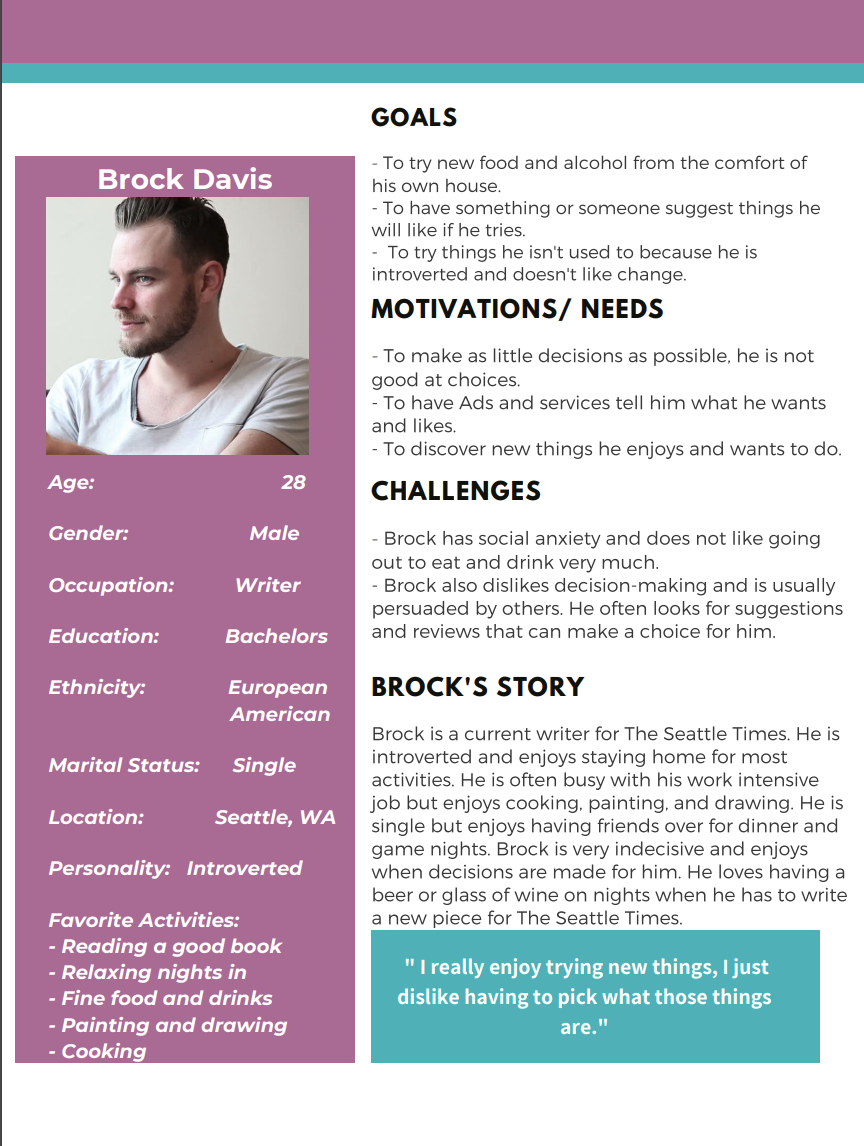 Brock Davis
Age: 28
Gender: Male
Occupation: Writer
Education: Bachelors
Ethnicity: European
American
Marital Status: Single
Location: Seattle, WA
Personality: Introverted
Favorite Activities:
- Reading a good book
- Relaxing nights in
- Fine food and drinks
- Painting and drawing
- Cooking
GOALS
- To try new food and alcohol from the comfort of
his own house.
- To have something or someone suggest things he
will like if he tries.
- To try things he isn't used to because he is
introverted and doesn't like change.
MOTIVATIONS/ NEEDS
- To make as little decisions as possible, he is not
good at choices.
- To have Ads and services tell him what he wants
and likes.
- To discover new things he enjoys and wants to do.
CHALLENGES
- Brock has social anxiety and does not like going
out to eat and drink very much.
- Brock also dislikes decision-making and is usually
persuaded by others. He often looks for suggestions
and reviews that can make a choice for him.
BROCK'S STORY
Brock is a current writer for The Seattle Times. He is
introverted and enjoys staying home for most
activities. He is often busy with his work intensive
job but enjoys cooking, painting, and drawing. He is
single but enjoys having friends over for dinner and
game nights. Brock is very indecisive and enjoys
when decisions are made for him. He loves having a
beer or glass of wine on nights when he has to write
a new piece for The Seattle Times.
" I really enjoy trying new things, I just
dislike having to pick what those things
are."